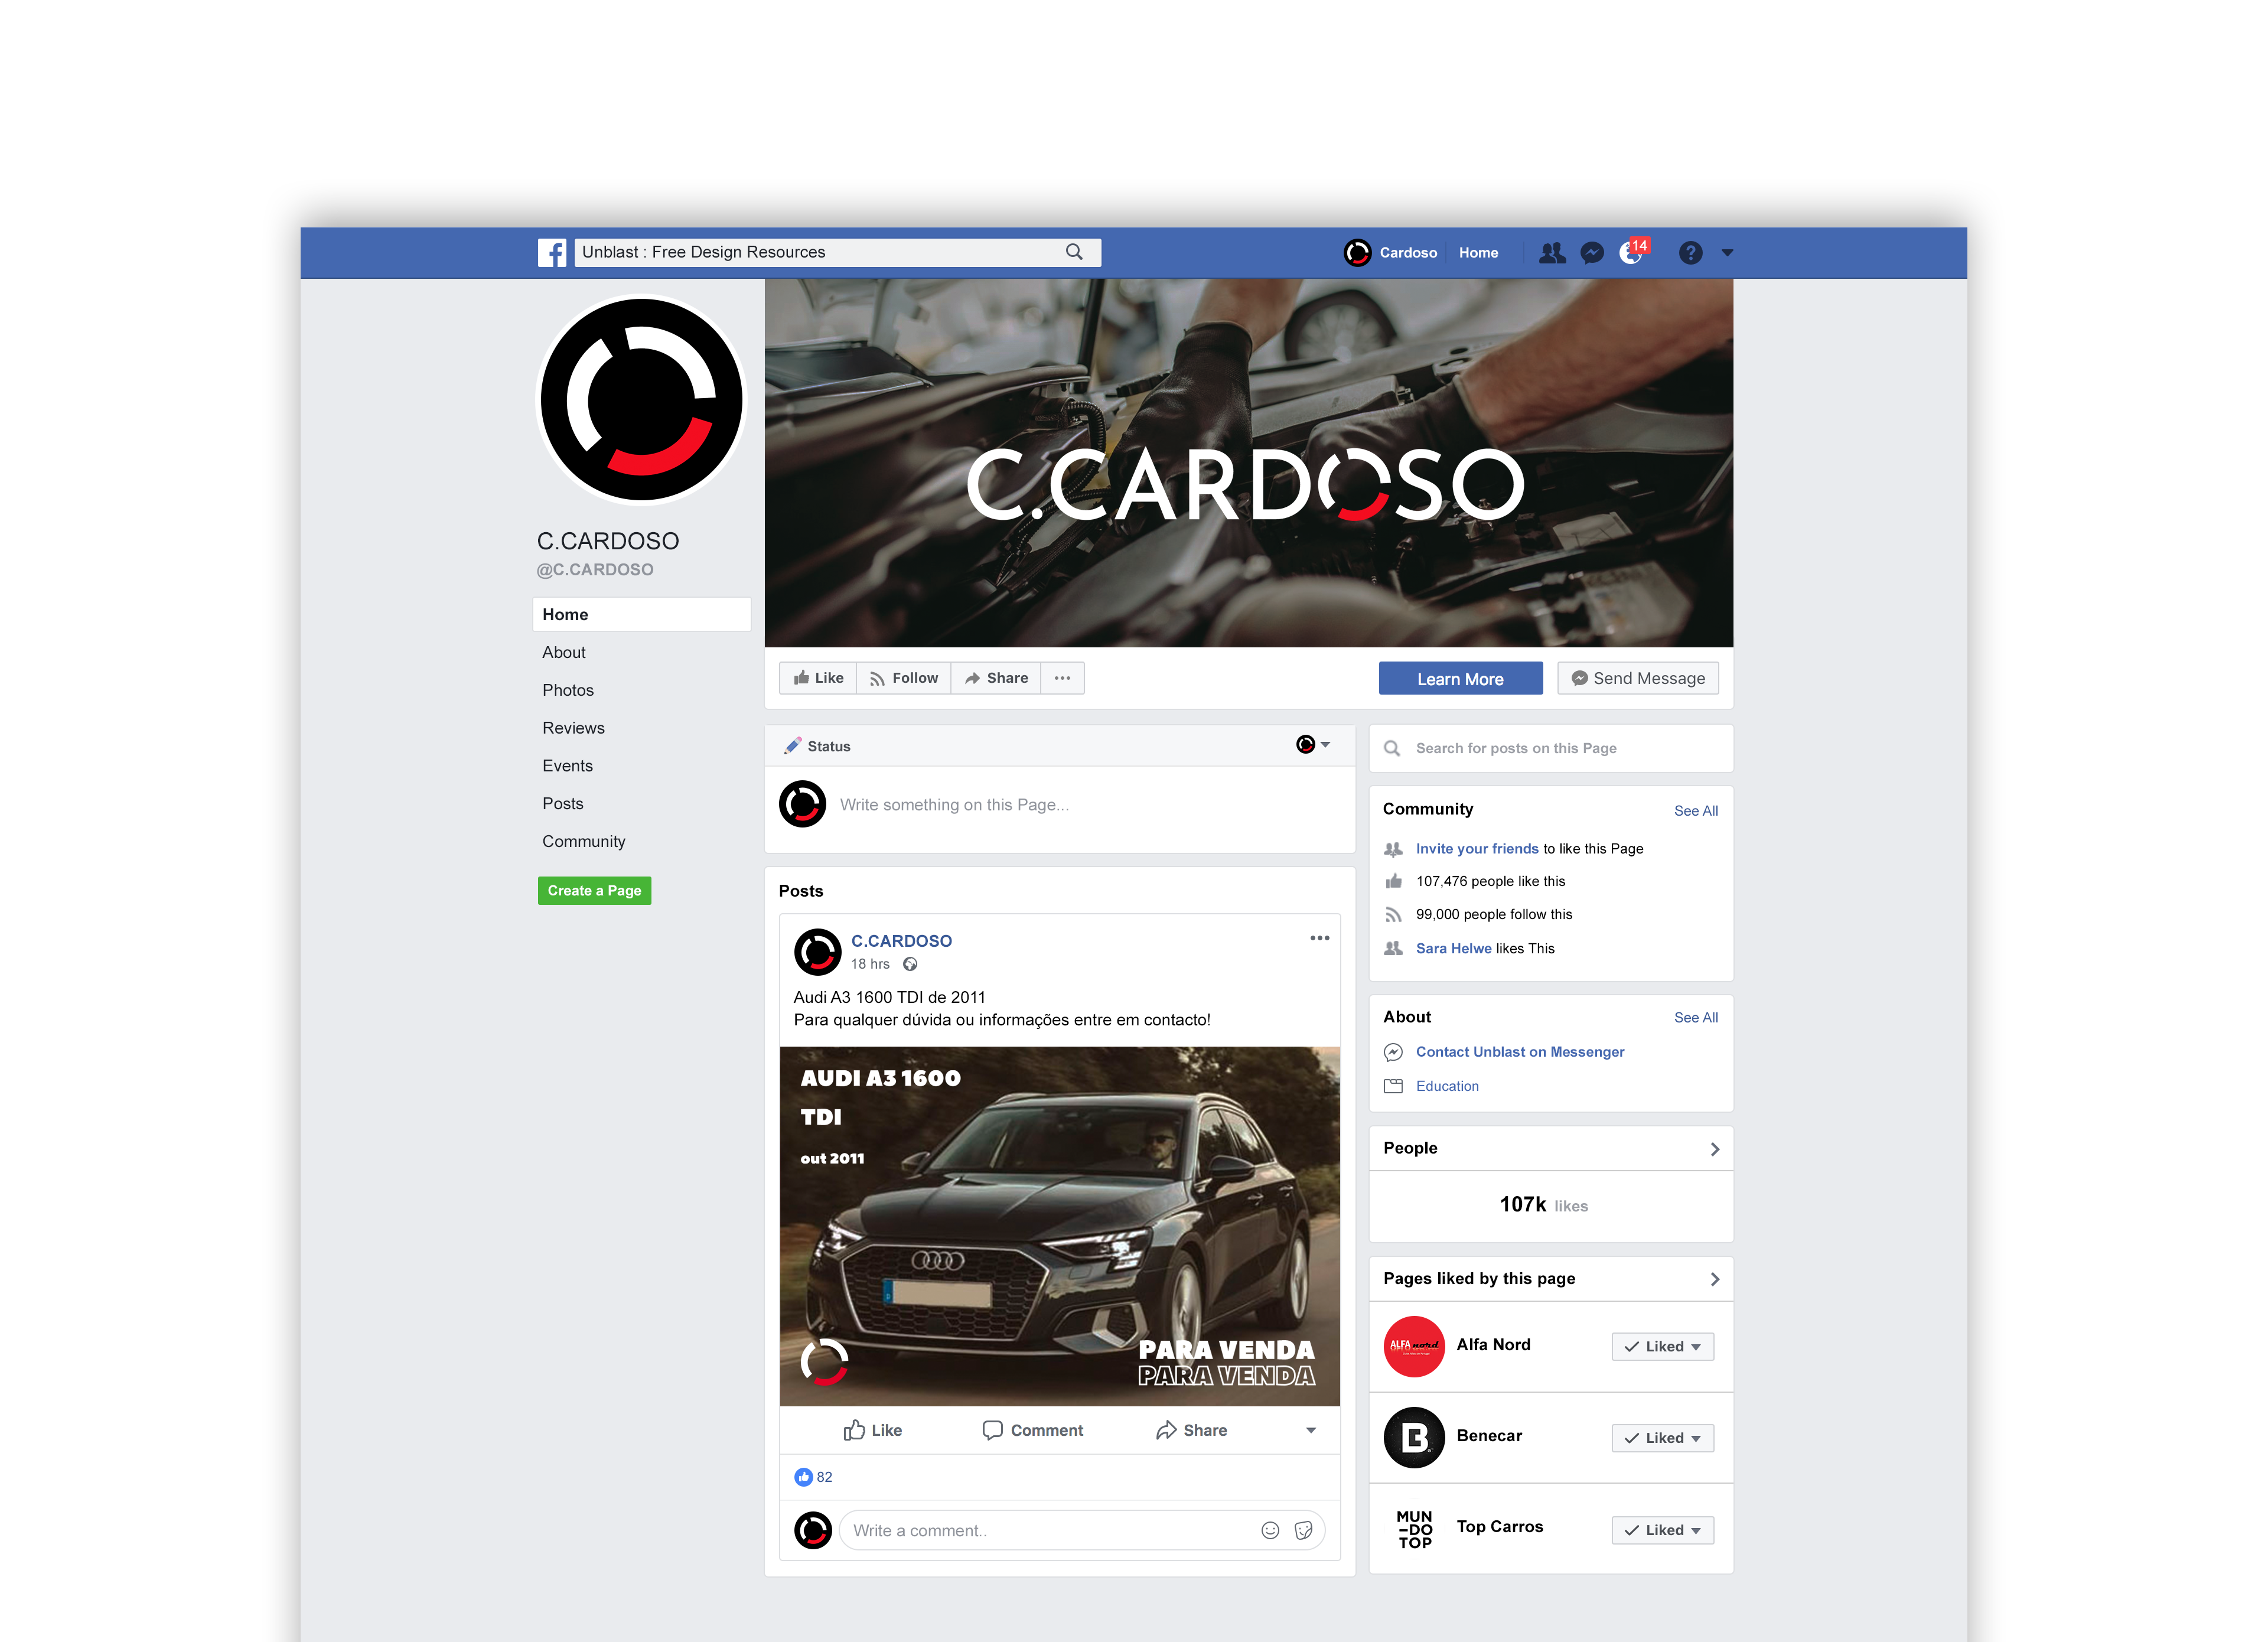 Unblast : Free Design Resources
Cardoso
Home
14
?
C.CARDOSO
C.CARDOSO
@C.CARDOSO
Home
About
Photos
Reviews
Events
Posts
Community
Create a Page
Like
Follow
Share
Learn More
Send Message
Status
Write something on this Page...
Posts
C.CARDOSO
18 hrs
Audi A3 1600 TDI de 2011
Para qualquer dúvida ou informações entre em contacto!
AUDI A3 1600
TDI
out 2011
PARA VENDA
PARA VENDA
Like
Comment
Share
82
Write a comment..
Search for posts on this Page
Community
See All
Invite your friends to like this Page
107,476 people like this
99,000 people follow this
Sara Helwe likes This
About
See All
Contact Unblast on Messenger
Education
People
107k likes
Pages liked by this page
ALFA nord
Alfa Nord
Liked
B
Benecar
Liked
MUN
-DO
TOP
Top Carros
Liked